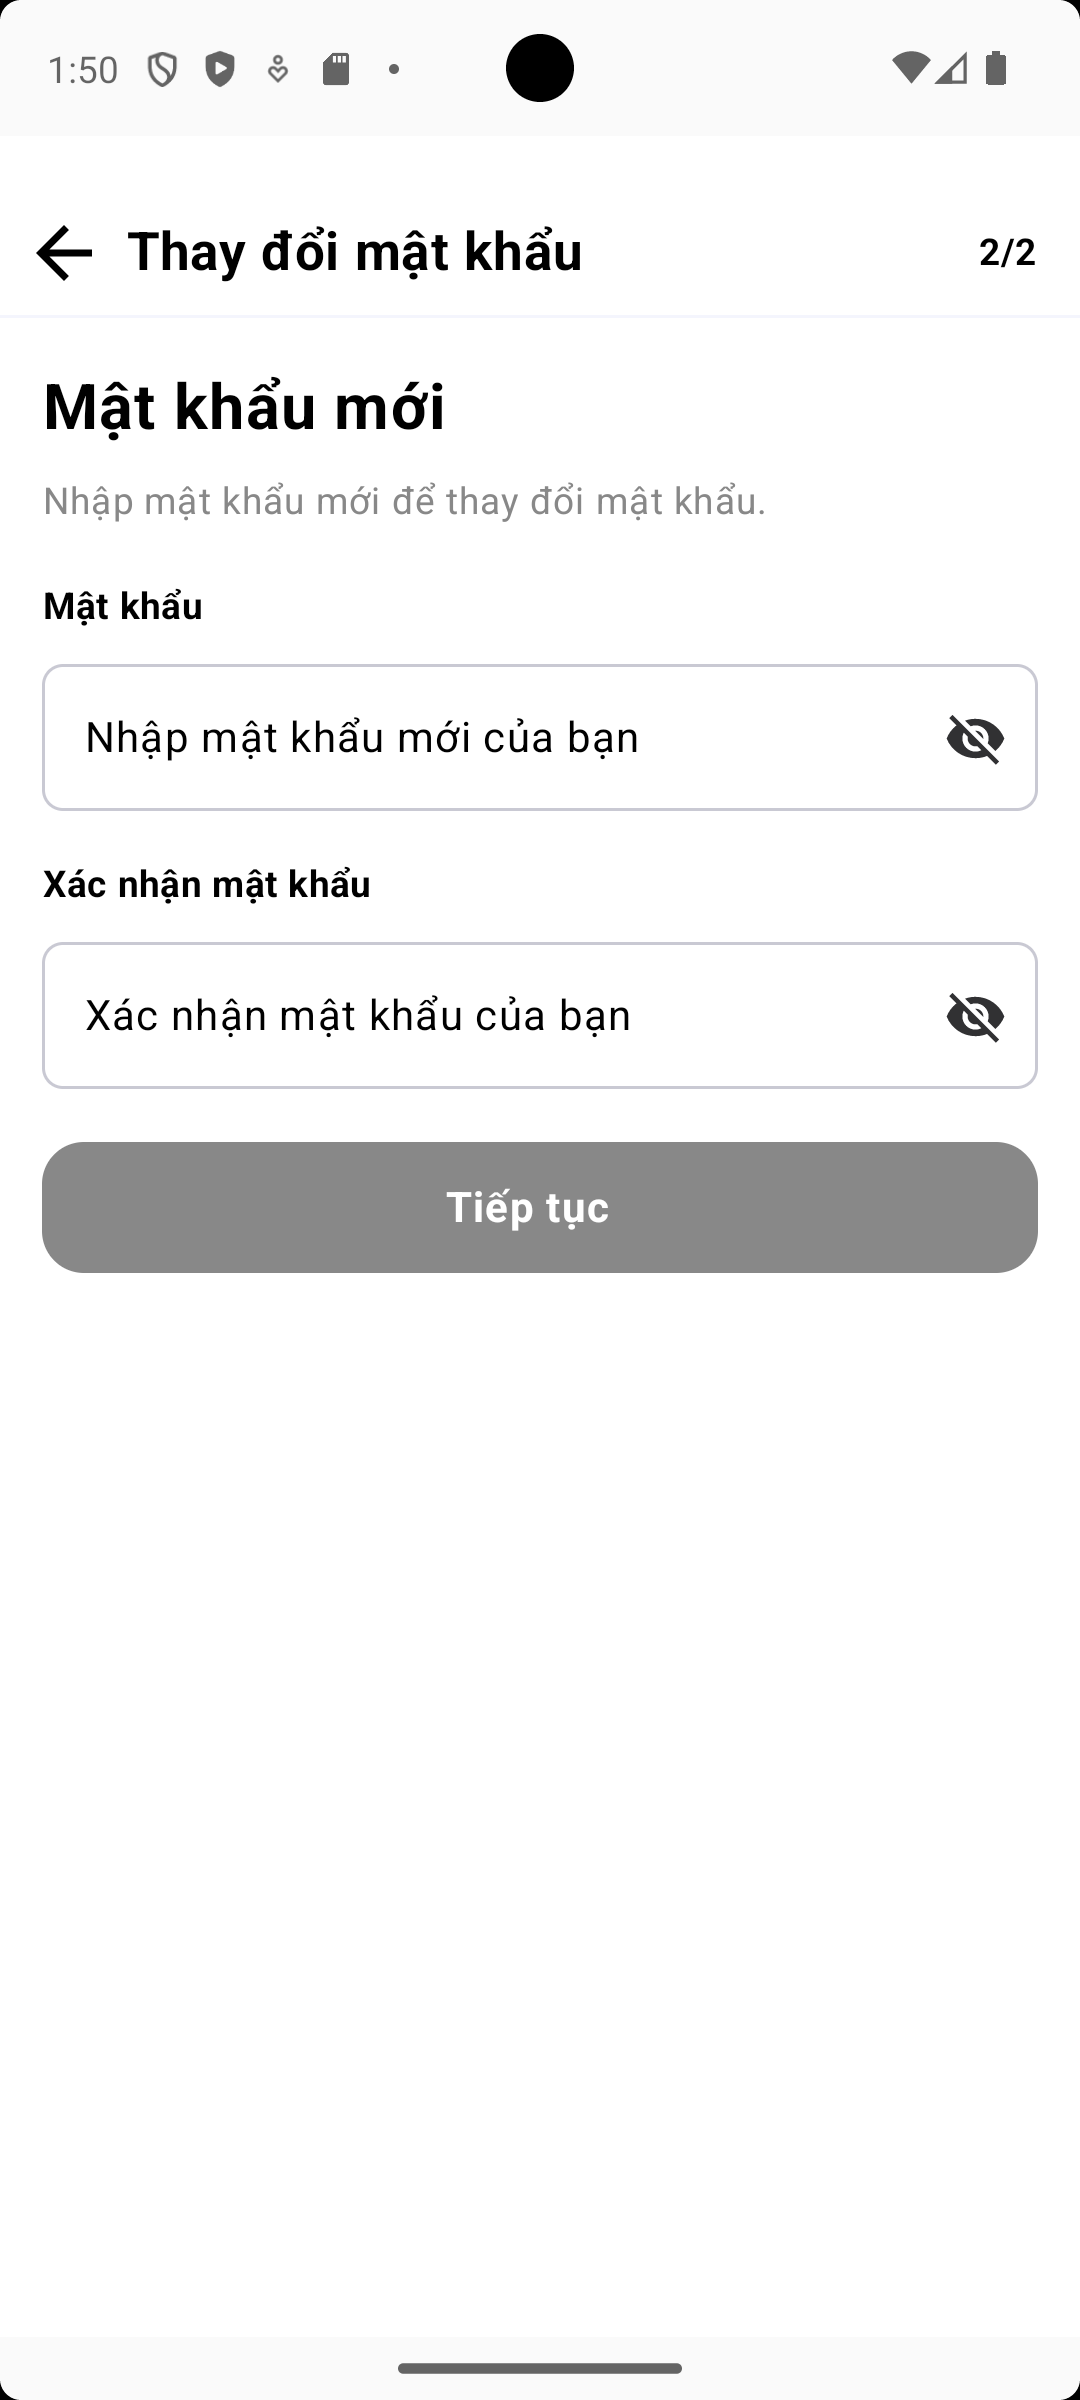 1:50
Thay đổi mật khẩu
2/2
Mật khẩu mới
Nhập mật khẩu mới để thay đổi mật khẩu.
Mật khẩu
Nhập mật khẩu mới của bạn
Xác nhận mật khẩu
Xác nhận mật khẩu của bạn
Tiếp tục